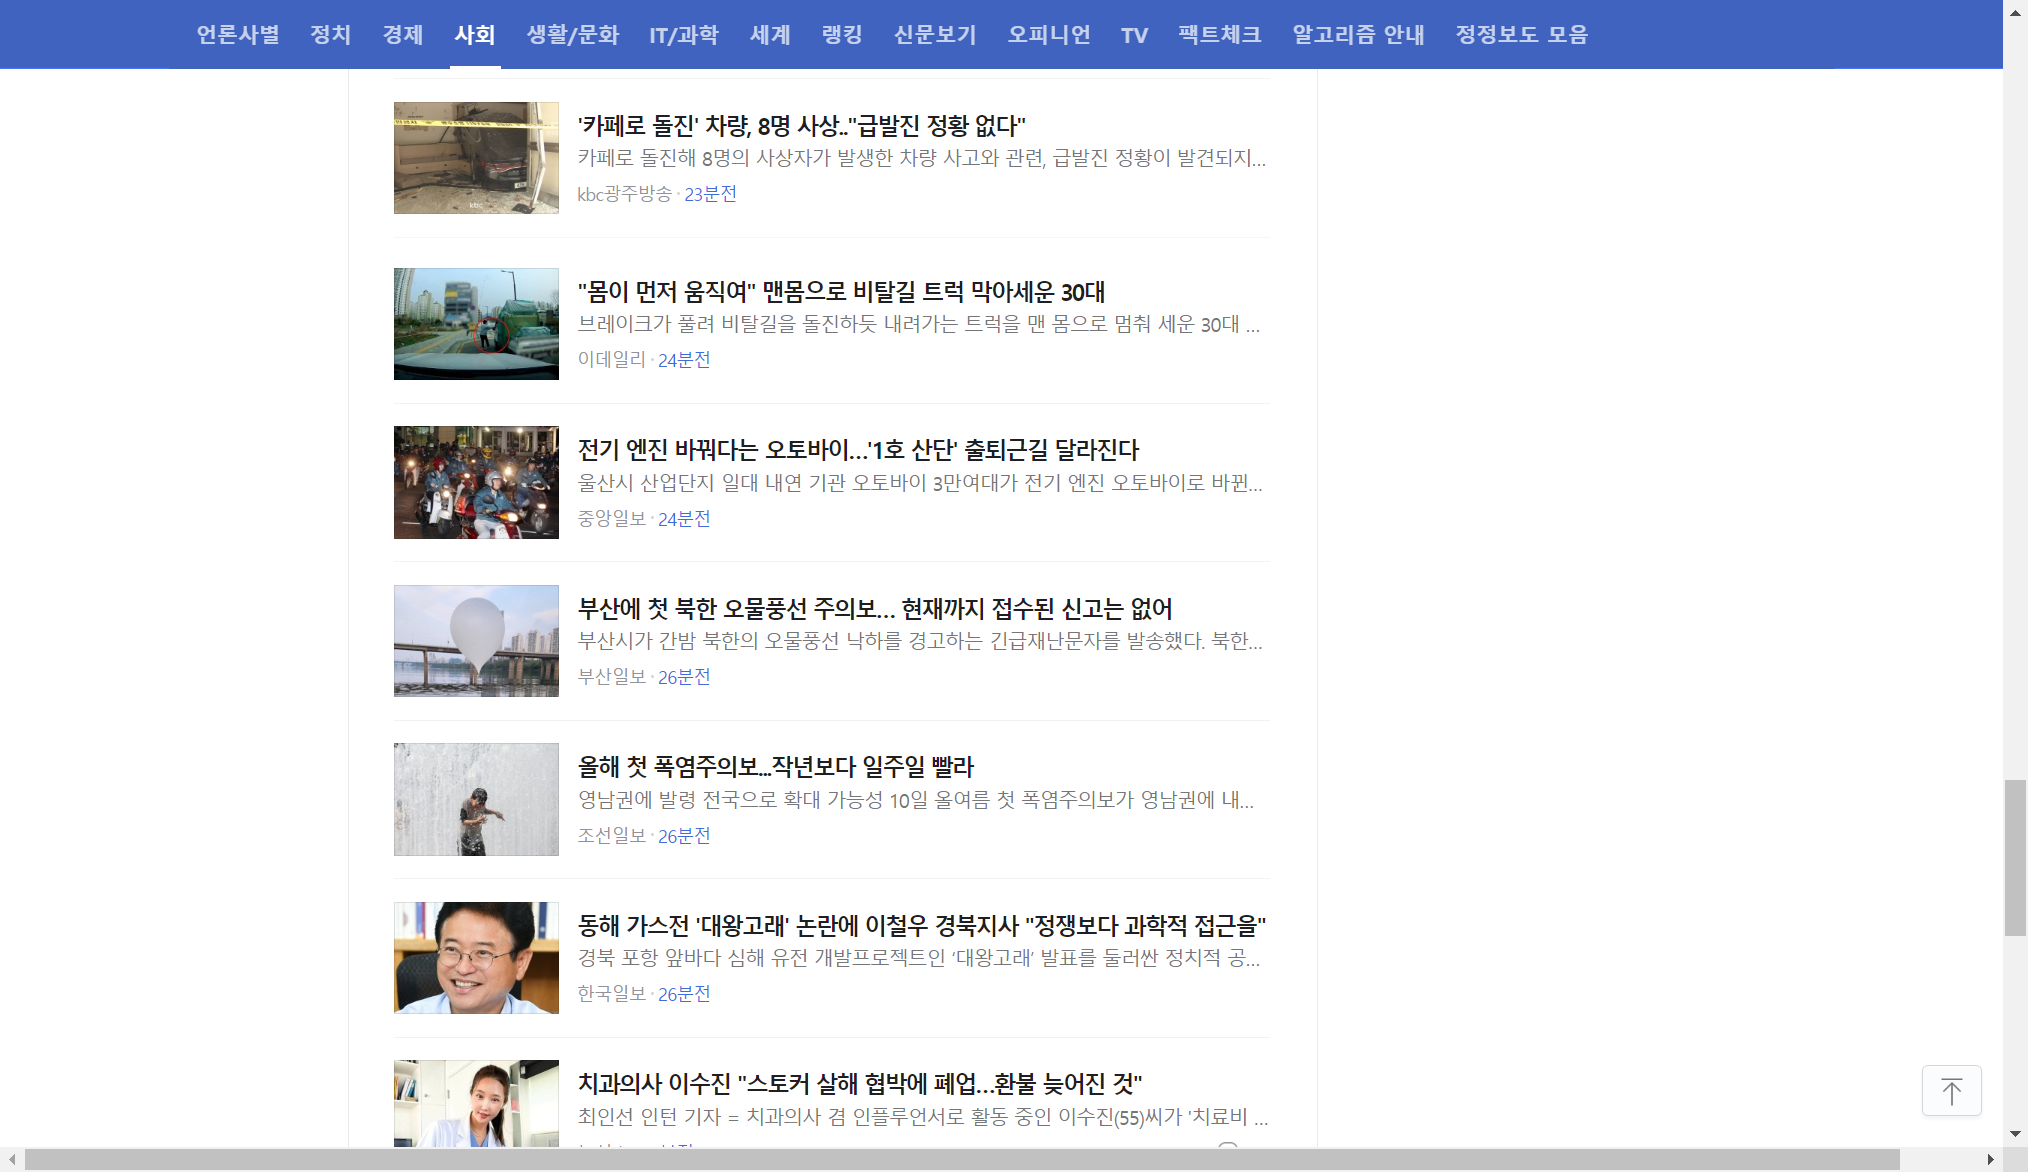 언론사별 정치 경제 사회 생활/문화 IT/과학 세계 랭킹 신문보기 오피니언 TV 팩트체크 알고리즘 안내 정정보도 모음
'카페로 돌진' 차량, 8명 사상.."급발진 정황 없다"
카페로 돌진해 8명의 사상자가 발생한 차량 사고와 관련, 급발진 정황이 발견되지...
kbc광주방송 · 23분전
"몸이 먼저 움직여" 맨몸으로 비탈길 트럭 막아세운 30대
브레이크가 풀려 비탈길을 돌진하듯 내려가는 트럭을 맨 몸으로 멈춰 세운 30대 ...
이데일리 · 24분전
전기 엔진 바꿔다는 오토바이…'1호 산단' 출퇴근길 달라진다
울산시 산업단지 일대 내연 기관 오토바이 3만여대가 전기 엔진 오토바이로 바뀐...
중앙일보 · 24분전
부산에 첫 북한 오물풍선 주의보… 현재까지 접수된 신고는 없어
부산시가 간밤 북한의 오물풍선 낙하를 경고하는 긴급재난문자를 발송했다. 북한...
부산일보 · 26분전
올해 첫 폭염주의보...작년보다 일주일 빨라
영남권에 발령 전국으로 확대 가능성 10일 올여름 첫 폭염주의보가 영남권에 내...
조선일보 · 26분전
동해 가스전 '대왕고래' 논란에 이철우 경북지사 "정쟁보다 과학적 접근을"
경북 포항 앞바다 심해 유전 개발프로젝트인 ‘대왕고래’ 발표를 둘러싼 정치적 공...
한국일보 · 26분전
치과의사 이수진 "스토커 살해 협박에 폐업…환불 늦어진 것"
최인선 인턴 기자 = 치과의사 겸 인플루언서로 활동 중인 이수진(55)씨가 '치료비 ...